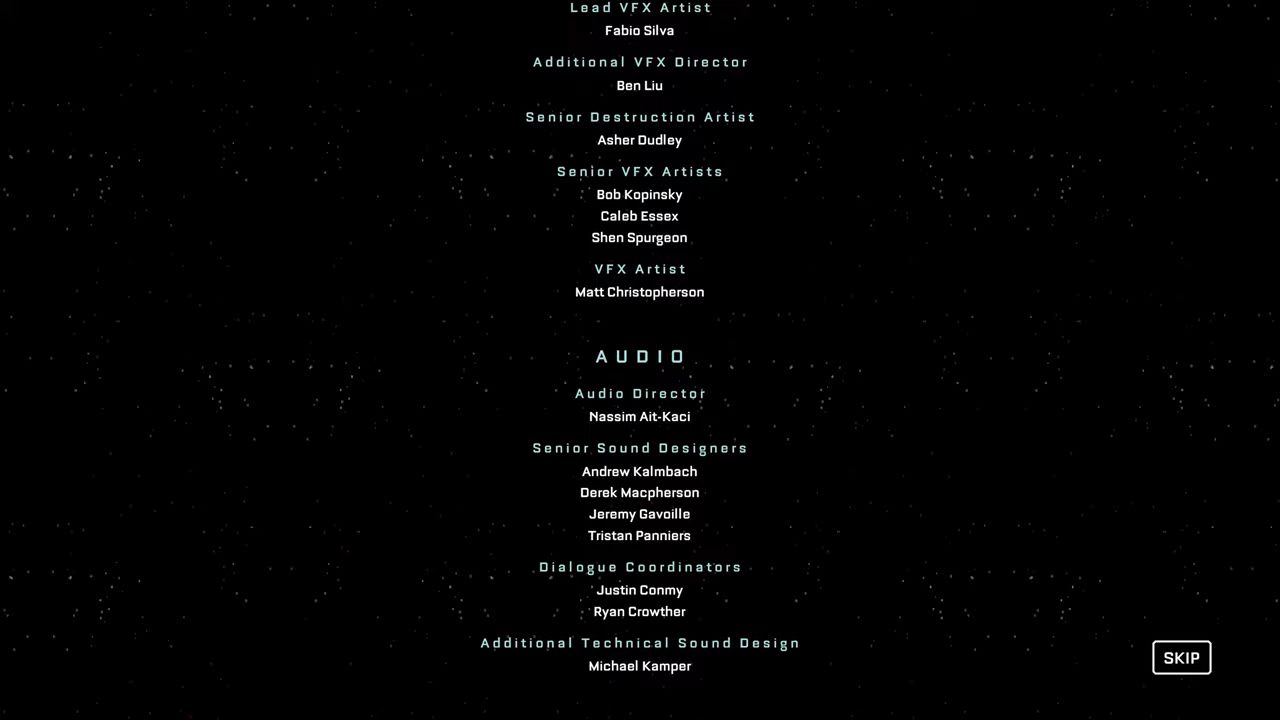 Lead VFX Artist
Fabio Silva
Additional VFX Director
Ben Liu
Senior Destruction Artist
Asher Dudley
Senior VFX Artists
Bob Kopinsky
Caleb Essex
Shen Spurgeon
VFX Artist
Matt Christopherson
AUDIO
Audio Director
Nassim Ait-Kaci
Senior Sound Designers
Andrew Kalmbach
Derek Macpherson
Jeremy Gavoille
Tristan Panniers
Dialogue Coordinators
Justin Conmy
Ryan Crowther
Additional Technical Sound Design
Michael Kamper
SKIP